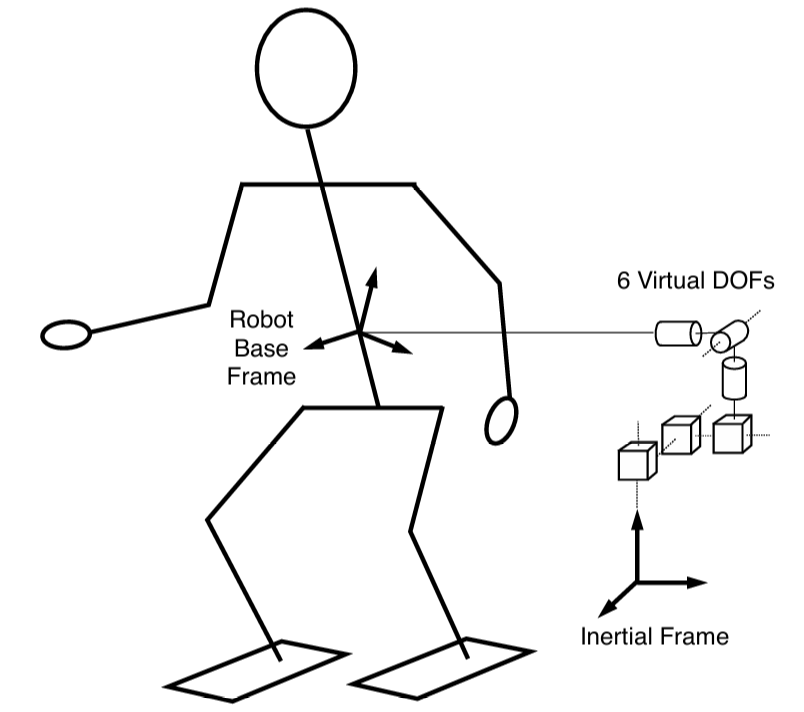 6 Virtual DOFs
Robot
Base
Frame
Inertial Frame